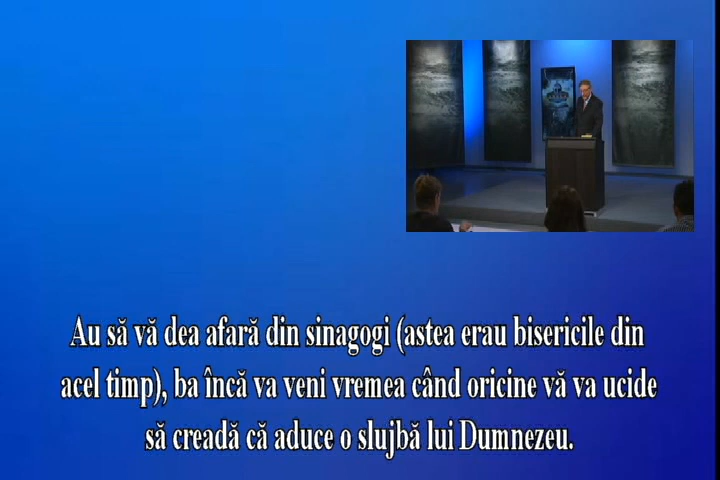 Au să vă dea afară din sinagogi (astea erau bisericile din
acel timp), ba încă va veni vremea când oricine vă va ucide
să creadă că aduce o slujbă lui Dumnezeu.